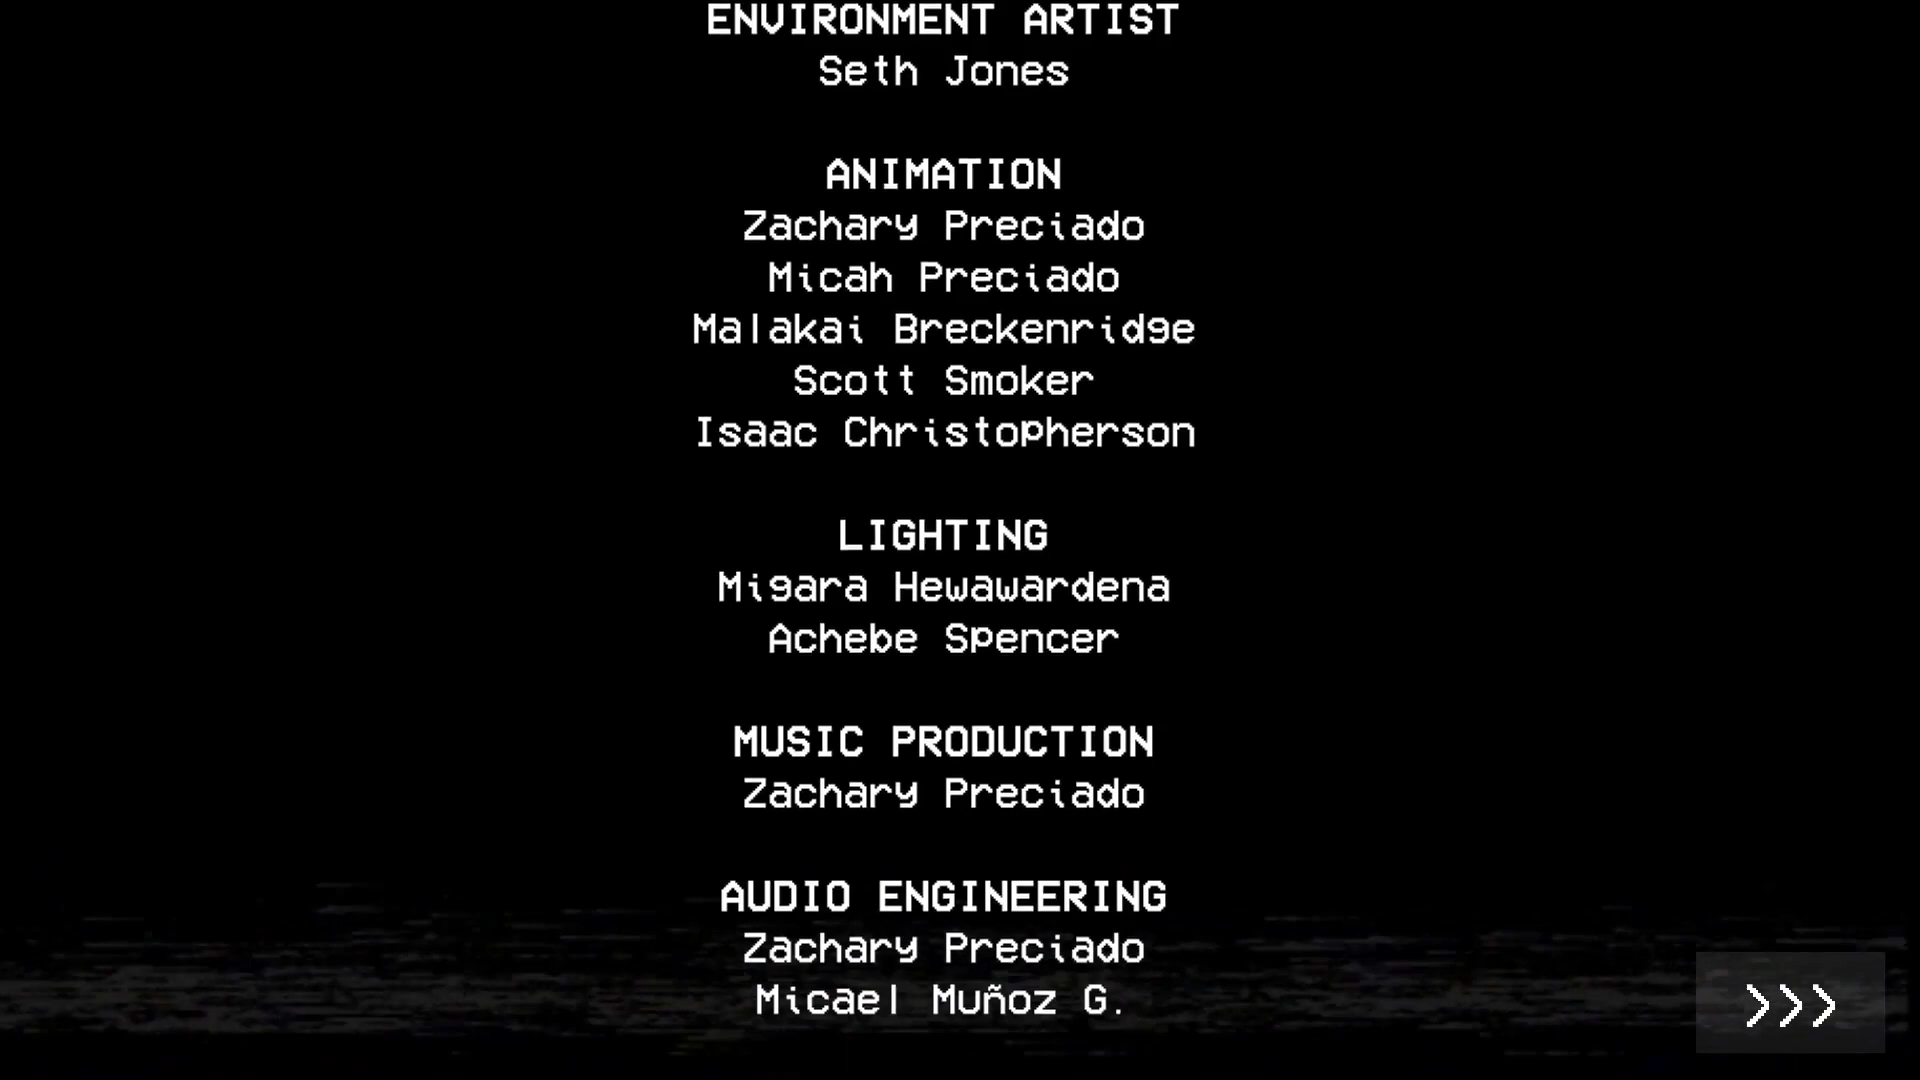 ENVIRONMENT ARTIST
Seth Jones
ANIMATION
Zachary Preciado
Micah Preciado
Malakai Breckenridge
Scott Smoker
Isaac Christopherson
LIGHTING
Migara Hewawardena
Achebe Spencer
MUSIC PRODUCTION
Zachary Preciado
AUDIO ENGINEERING
Zachary Preciado
Micael Muñoz G.
>>>